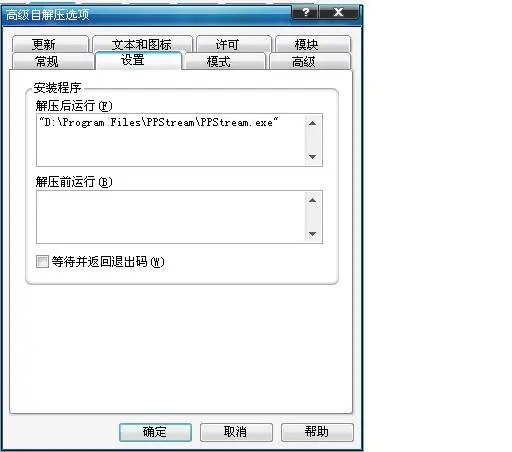 高级自解压选项
更新 文本和图标 许可 模块
常规 设置 模式 高级
安装程序
解压后运行(F)
"D:\Program Files\PPStream\PPStream.exe"
解压前运行(R)
等待并返回退出码(W)
确定 取消 帮助